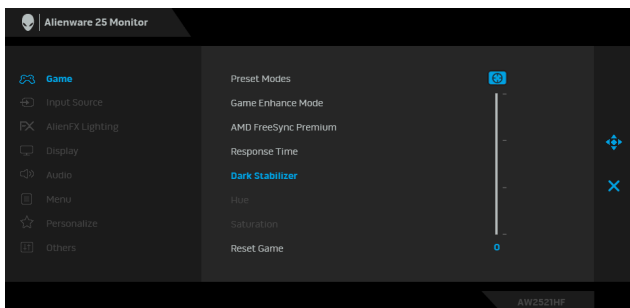 Alienware 25 Monitor
Game
Input Source
AlienFX Lighting
Display
Audio
Menu
Personalize
Others
Preset Modes
Game Enhance Mode
AMD FreeSync Premium
Response Time
Dark Stabilizer
Hue
Saturation
Reset Game
0
AW2521HF